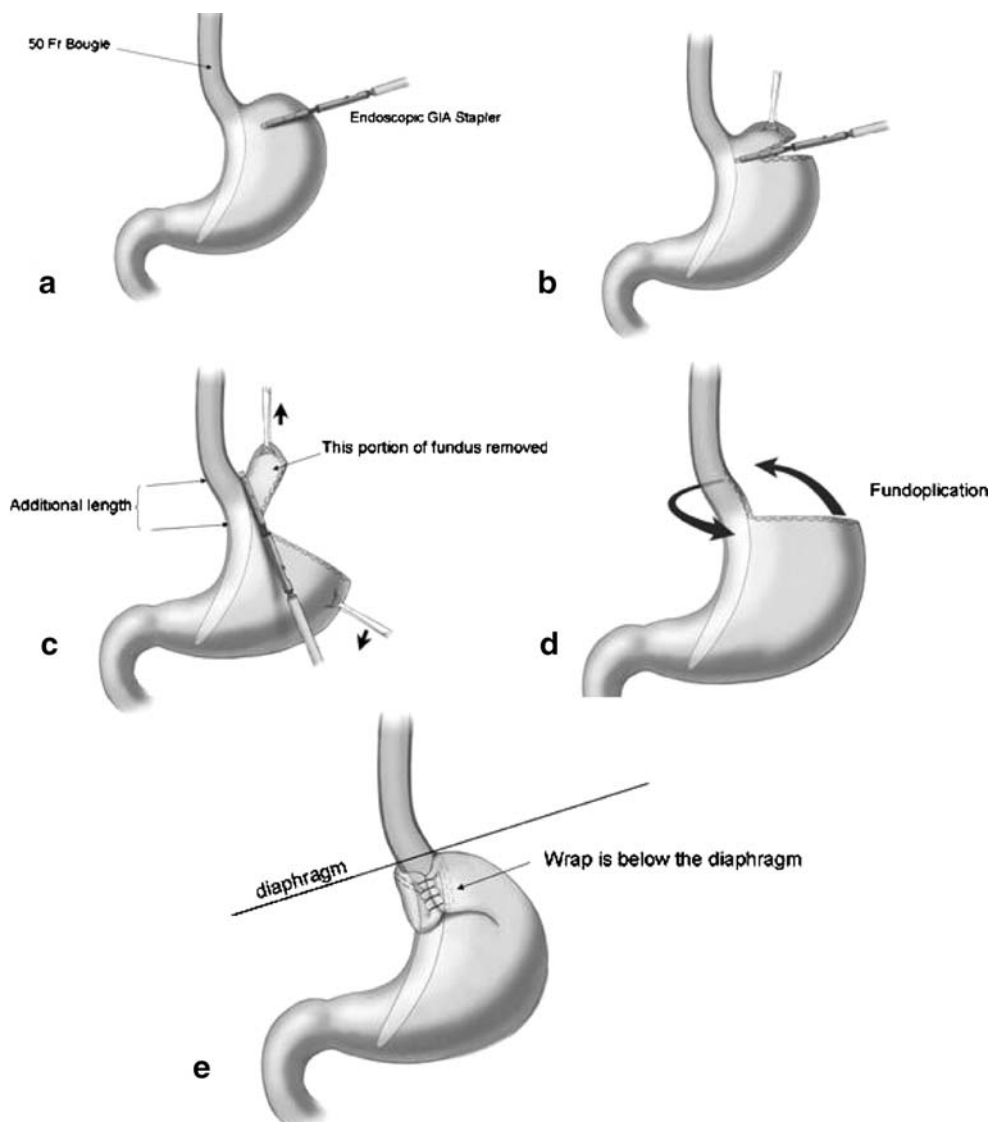 50 Fr Bougie
Endoscopic GIA Stapler
a
b
This portion of fundus removed
Additional length
c
Fundoplication
d
diaphragm
Wrap is below the diaphragm
e